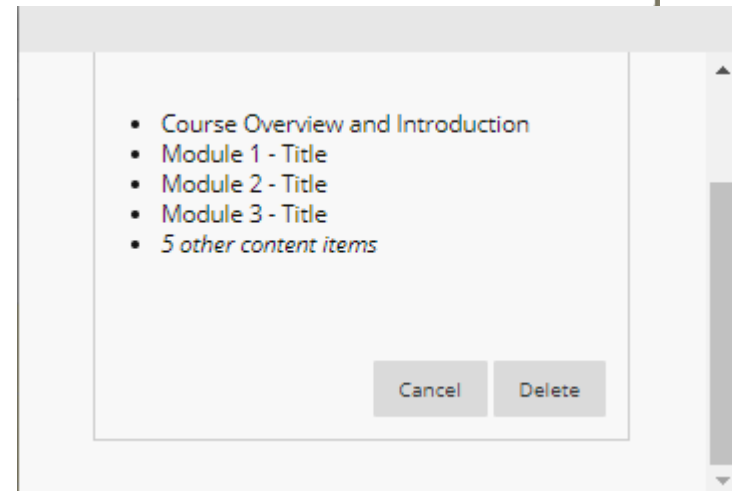 Course Overview and Introduction
Module 1 - Title
Module 2 - Title
Module 3 - Title
5 other content items
Cancel Delete